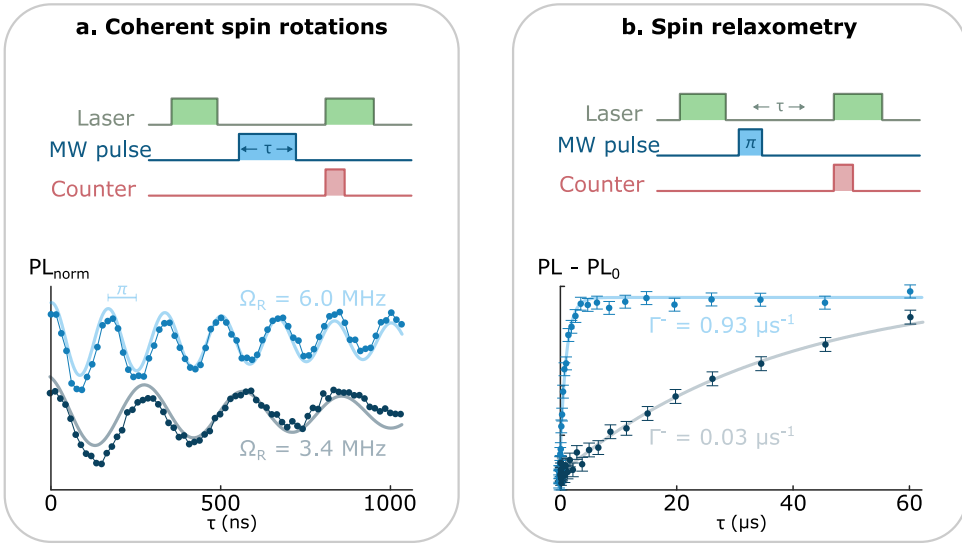 a. Coherent spin rotations
Laser
MW pulse
τ
Counter
PLnorm
π
Ω_R = 6.0 MHz
Ω_R = 3.4 MHz
0
500
1000
τ (ns)
b. Spin relaxometry
Laser
τ
MW pulse
π
Counter
PL - PL₀
Γ⁻ = 0.93 μs⁻¹
Γ⁻ = 0.03 μs⁻¹
0
20
40
60
τ (μs)